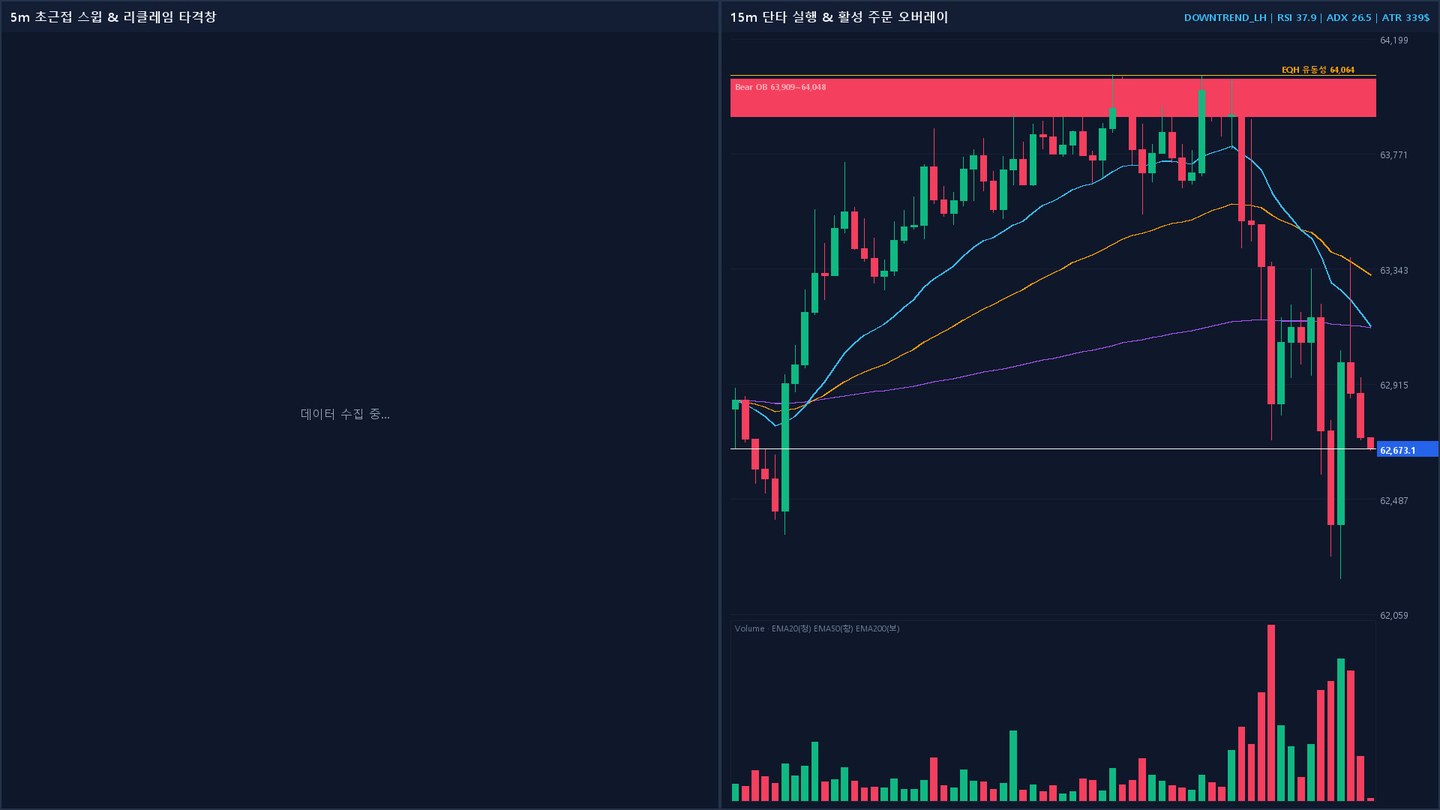 5m 초근접 스윕 & 리클레임 타격창
데이터 수집 중...
15m 단타 실행 & 활성 주문 오버레이
DOWNTREND_LH | RSI 37.9 | ADX 26.5 | ATR 339$
64,199
EQH 유동성 64,064
Bear OB 63,909~64,048
63,771
63,343
62,915
62,673.1
62,487
62,059
Volume · EMA20(청) EMA50(황) EMA200(보)